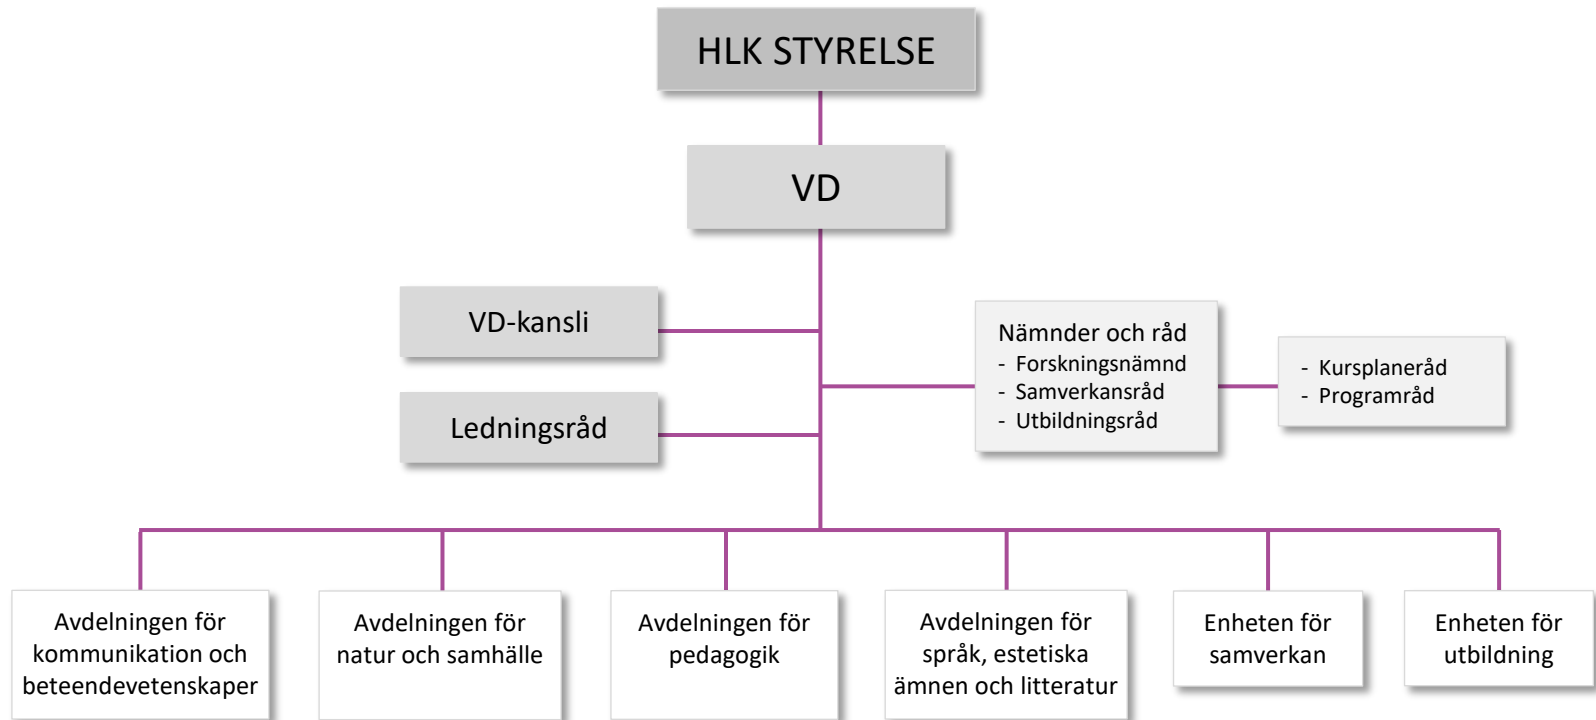 HLK STYRELSE
VD
VD-kansli
Ledningsråd
Nämnder och råd
- Forskningsnämnd
- Samverkansråd
- Utbildningsråd
- Kursplaneråd
- Programråd
Avdelningen för
kommunikation och
beteendevetenskaper
Avdelningen för
natur och samhälle
Avdelningen för
pedagogik
Avdelningen för
språk, estetiska
ämnen och litteratur
Enheten för
samverkan
Enheten för
utbildning